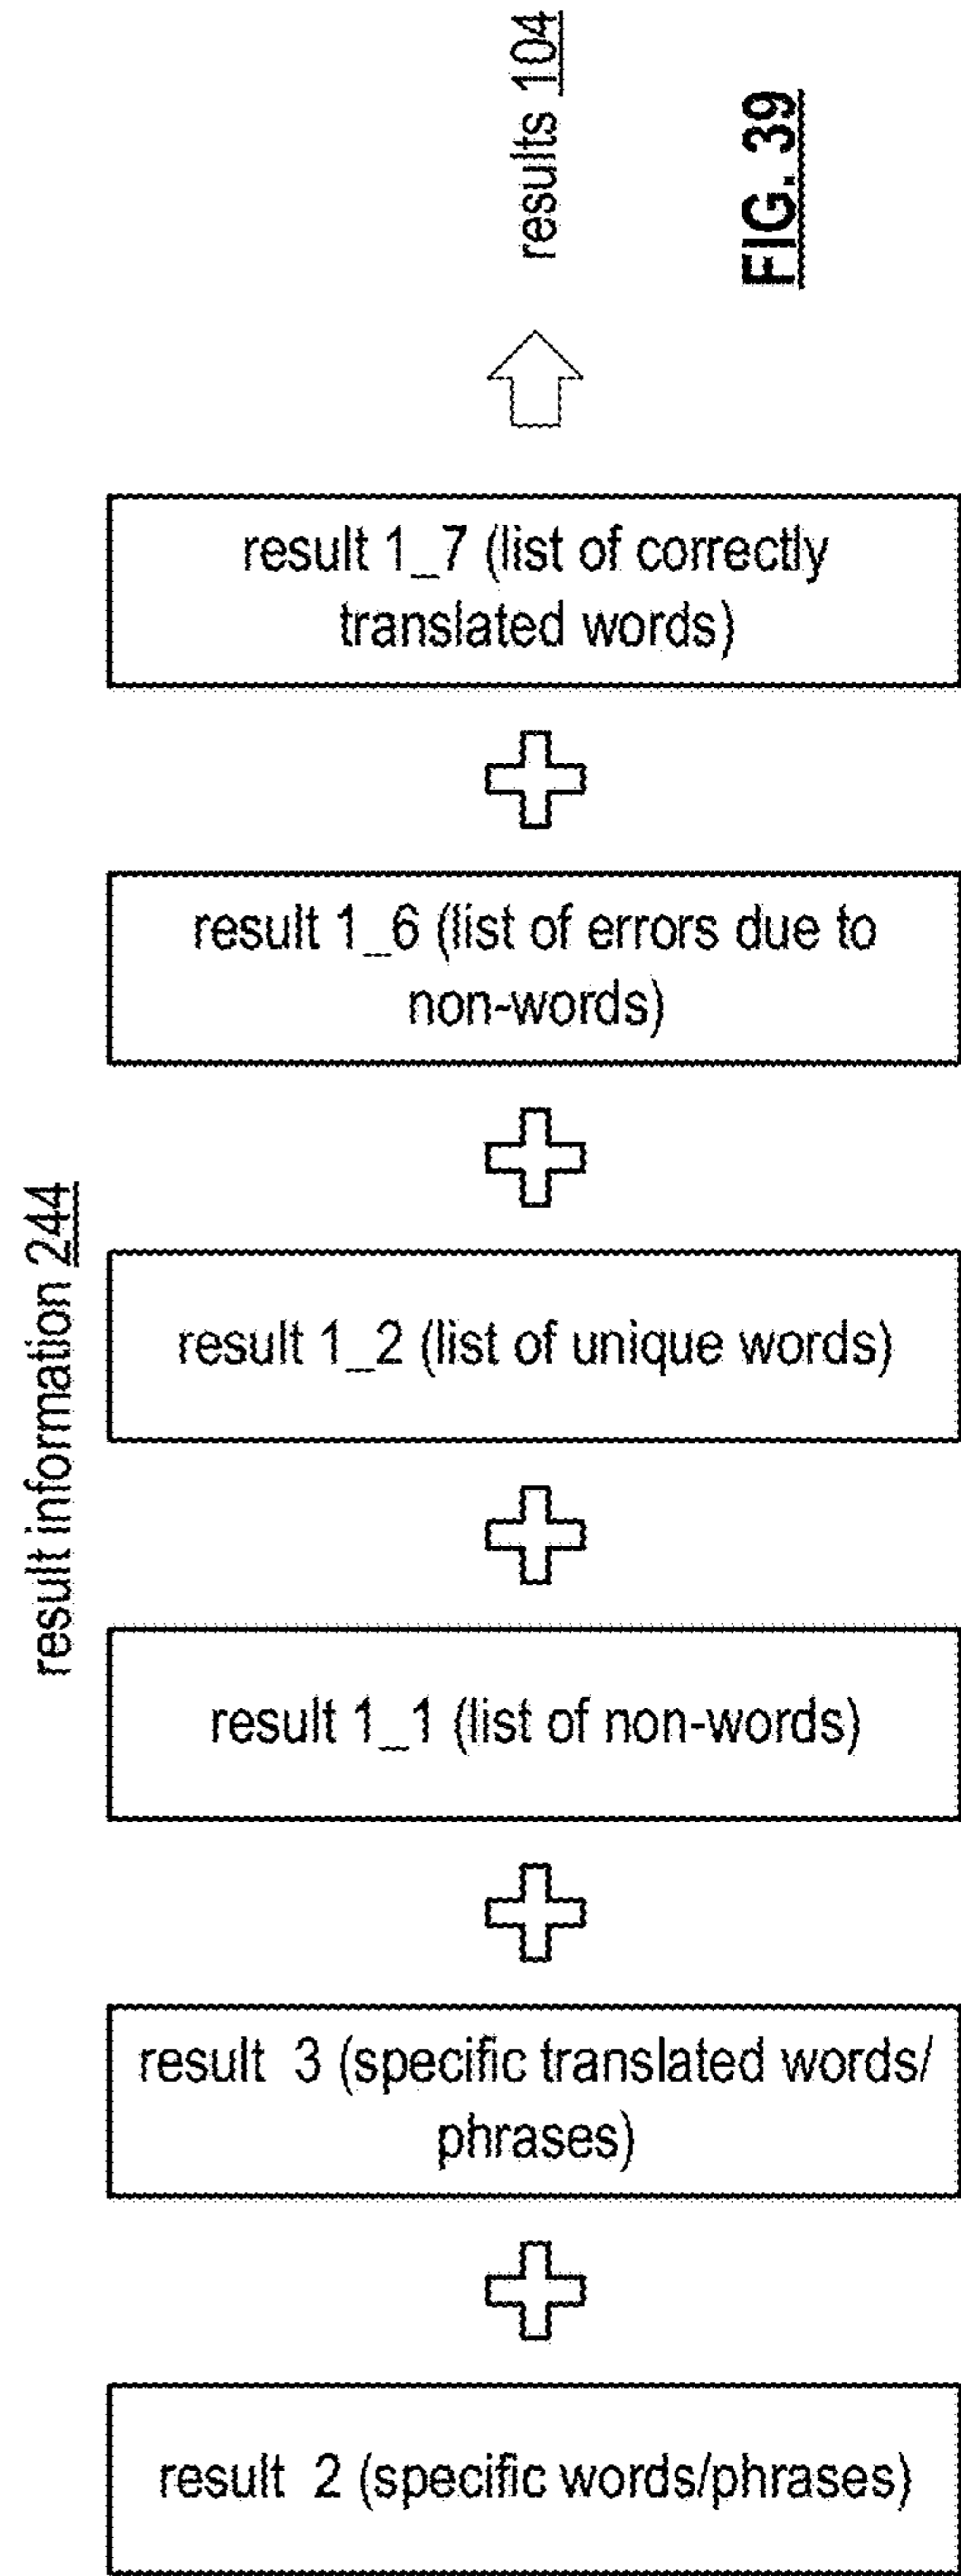 result information 244
results 104
FIG. 39
result 1_7 (list of correctly
translated words)
result 1_6 (list of errors due to
non-words)
result 1_2 (list of unique words)
result 1_1 (list of non-words)
result 3 (specific translated words/
phrases)
result 2 (specific words/phrases)